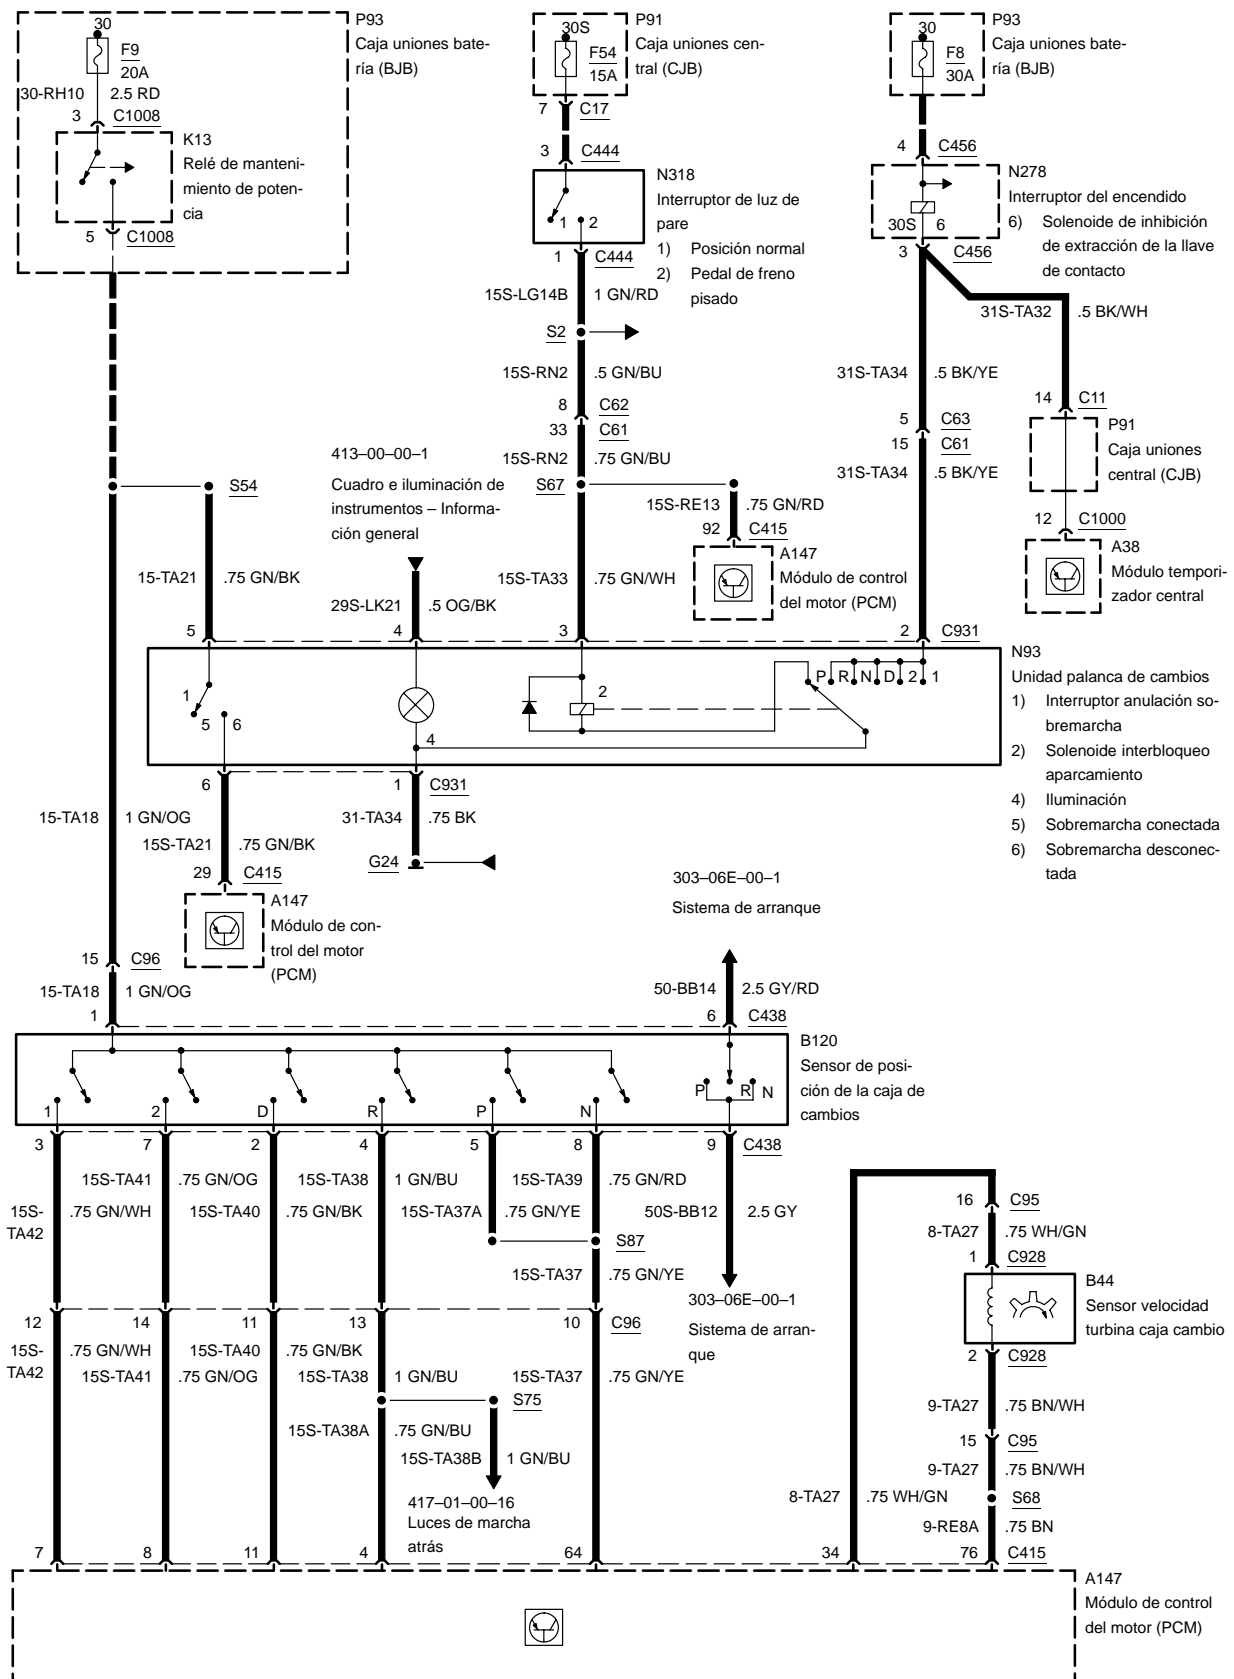 30
F9
20A
30-RH10
2.5 RD
3
C1008
K13
Relé de manteni-
miento de poten-
cia
5
C1008
P93
Caja uniones bate-
ría (BJB)
30S
F54
15A
P91
Caja uniones cen-
tral (CJB)
7
C17
3
C444
N318
Interruptor de luz de
pare
1) Posición normal
2) Pedal de freno
pisado
1
2
1
C444
15S-LG14B
1 GN/RD
S2
15S-RN2
.5 GN/BU
8
C62
33
C61
15S-RN2
.75 GN/BU
S67
15S-RE13
.75 GN/RD
92
C415
A147
Módulo de control
del motor (PCM)
15S-TA33
.75 GN/WH
30
F8
30A
P93
Caja uniones bate-
ría (BJB)
4
C456
N278
Interruptor del encendido
6) Solenoide de inhibición
de extracción de la llave
de contacto
30S
6
3
C456
31S-TA32
.5 BK/WH
31S-TA34
.5 BK/YE
5
C63
15
C61
31S-TA34
.5 BK/YE
14
C11
P91
Caja uniones
central (CJB)
12
C1000
A38
Módulo tempori-
zador central
S54
15-TA21
.75 GN/BK
413–00–00–1
Cuadro e iluminación de
instrumentos – Informa-
ción general
29S-LK21
.5 OG/BK
5
4
3
2
C931
N93
Unidad palanca de cambios
1) Interruptor anulación so-
bremarcha
2) Solenoide interbloqueo
aparcamiento
4) Iluminación
5) Sobremarcha conectada
6) Sobremarcha desconec-
tada
1
5
6
4
2
P
R
N
D
2
1
6
1
C931
15-TA18
1 GN/OG
15S-TA21
.75 GN/BK
31-TA34
.75 BK
29
C415
G24
A147
Módulo de con-
trol del motor
(PCM)
303–06E–00–1
Sistema de arranque
15
C96
15-TA18
1 GN/OG
50-BB14
2.5 GY/RD
1
6
C438
B120
Sensor de posi-
ción de la caja de
cambios
1
2
D
R
P
N
P
R
N
3
7
2
4
5
8
9
C438
15S-TA41
.75 GN/OG
15S-TA38
1 GN/BU
15S-TA39
.75 GN/RD
15S-
TA42
.75 GN/WH
15S-TA40
.75 GN/BK
15S-TA37A
.75 GN/YE
50S-BB12
2.5 GY
S87
15S-TA37
.75 GN/YE
303–06E–00–1
Sistema de arran-
que
12
14
11
13
10
C96
15S-
TA42
.75 GN/WH
15S-TA40
.75 GN/BK
15S-TA41
.75 GN/OG
15S-TA38
1 GN/BU
15S-TA37
.75 GN/YE
S75
15S-TA38A
.75 GN/BU
15S-TA38B
1 GN/BU
417–01–00–16
Luces de marcha
atrás
16
C95
8-TA27
.75 WH/GN
1
C928
B44
Sensor velocidad
turbina caja cambio
2
C928
9-TA27
.75 BN/WH
15
C95
9-TA27
.75 BN/WH
8-TA27
.75 WH/GN
S68
9-RE8A
.75 BN
7
8
11
4
64
34
76
C415
A147
Módulo de control
del motor (PCM)